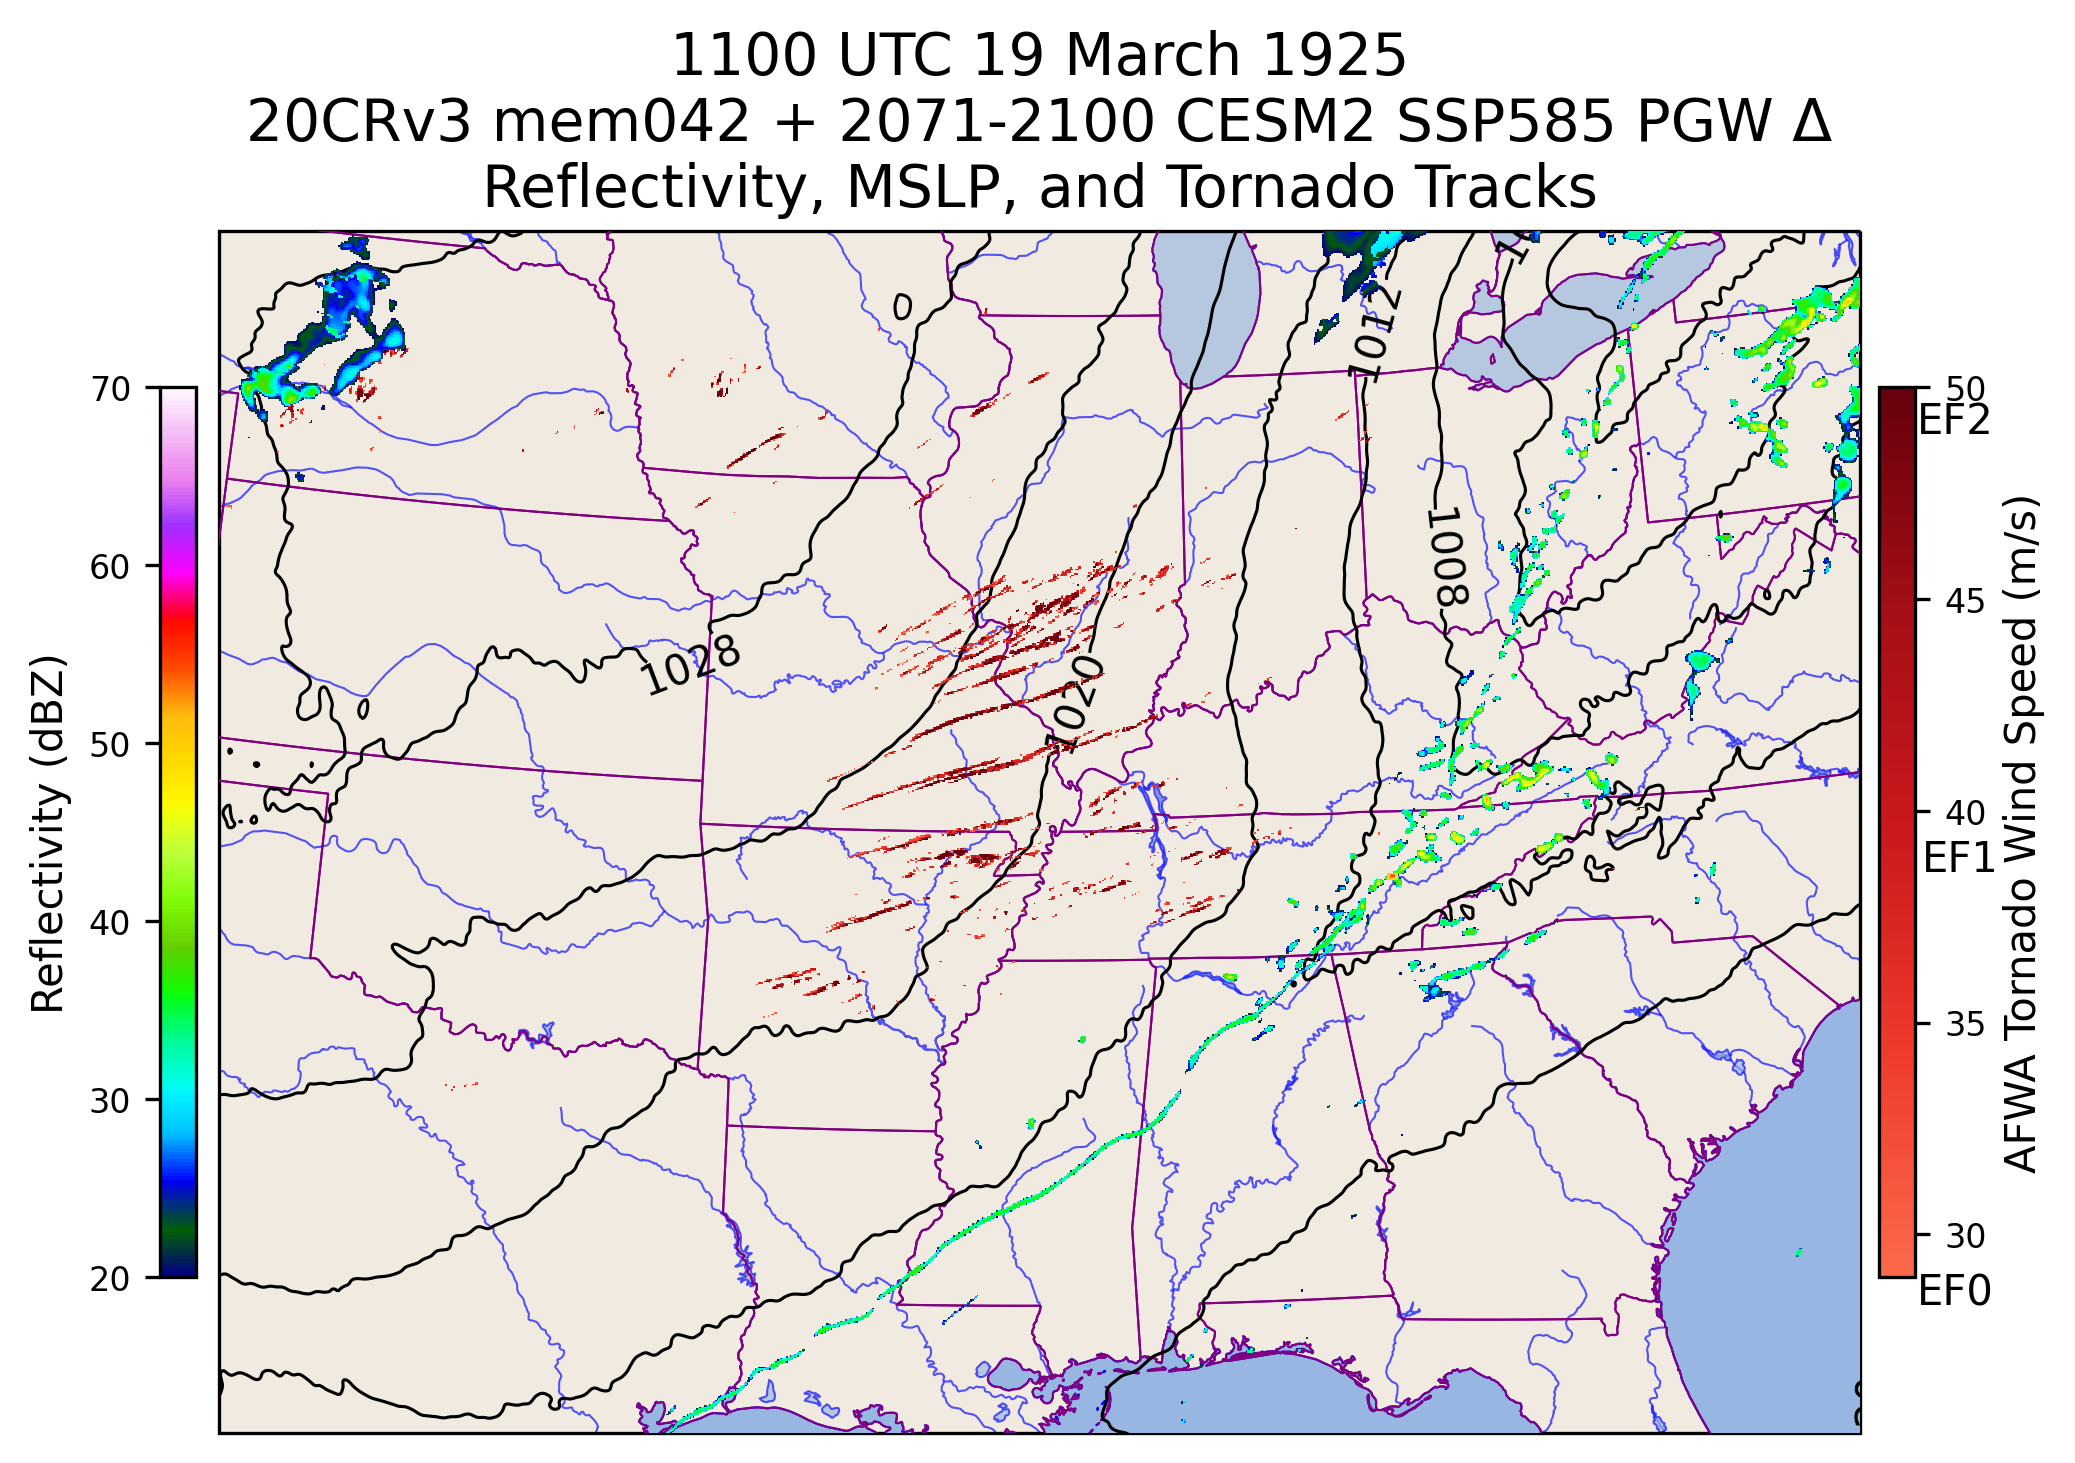 1100 UTC 19 March 1925
20CRv3 mem042 + 2071-2100 CESM2 SSP585 PGW Δ
Reflectivity, MSLP, and Tornado Tracks
Reflectivity (dBZ)
70
60
50
40
30
20
1012
1008
1028
1020
50
EF2
45
40
EF1
35
30
EF0
AFWA Tornado Wind Speed (m/s)